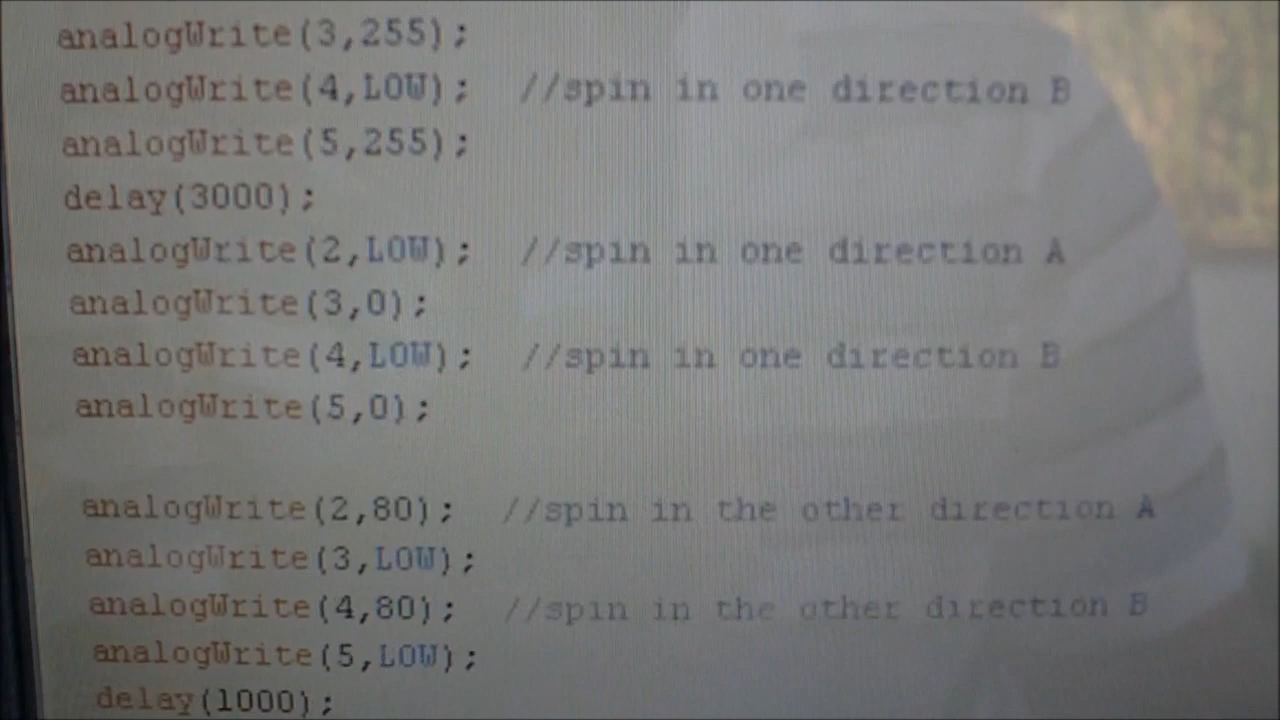 analogWrite(3,255);
analogWrite(4,LOW);  //spin in one direction B
analogWrite(5,255);
delay(3000);
analogWrite(2,LOW);  //spin in one direction A
analogWrite(3,0);
analogWrite(4,LOW);  //spin in one direction B
analogWrite(5,0);
analogWrite(2,80);  //spin in the other direction A
analogWrite(3,LOW);
analogWrite(4,80);  //spin in the other direction B
analogWrite(5,LOW);
delay(1000);